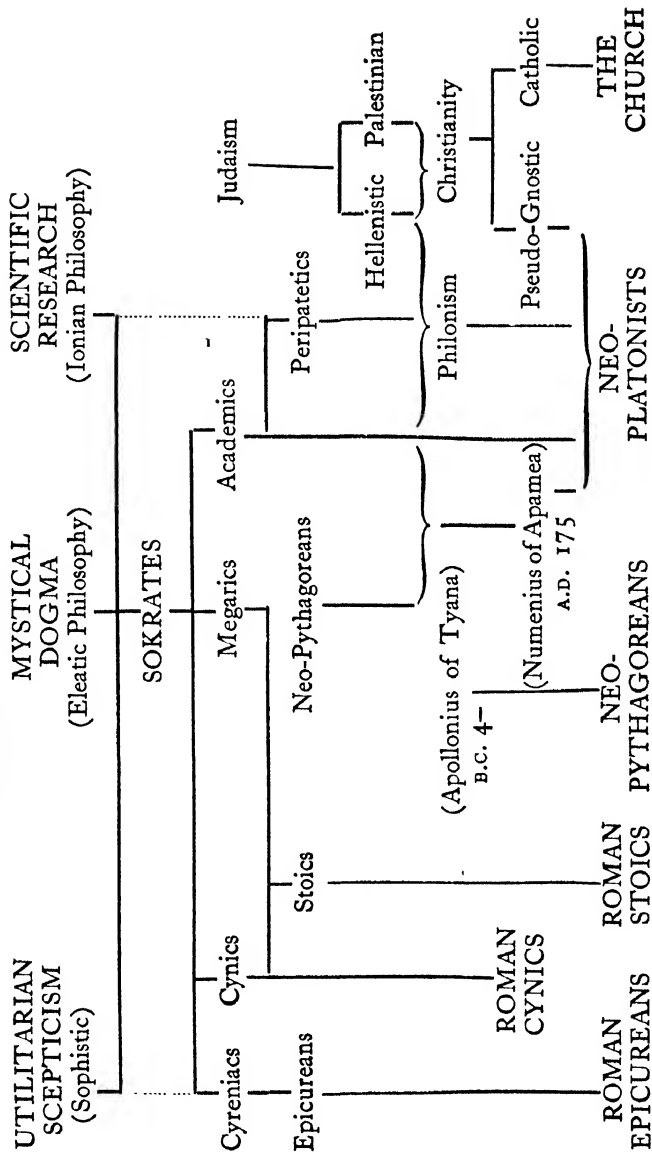 UTILITARIAN
SCEPTICISM
(Sophistic)
MYSTICAL
DOGMA
(Eleatic Philosophy)
SCIENTIFIC
RESEARCH
(Ionian Philosophy)
SOKRATES
Judaism
Cyreniacs
Cynics
Megarics
Academics
Epicureans
Stoics
Neo-Pythagoreans
Peripatetics
Hellenistic
Palestinian
(Apollonius of Tyana)
B.C. 4–
Philonism
Christianity
ROMAN
CYNICS
(Numenius of Apamea)
A.D. 175
Pseudo-Gnostic
Catholic
ROMAN
EPICUREANS
ROMAN
STOICS
NEO-
PYTHAGOREANS
NEO-
PLATONISTS
THE
CHURCH